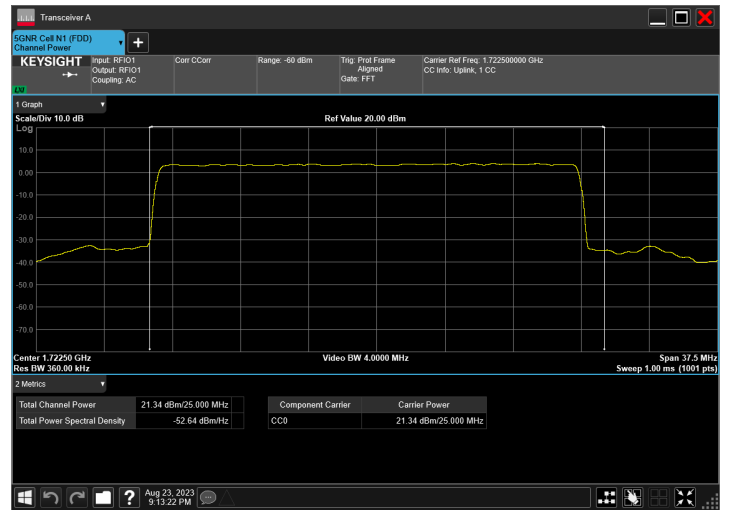 Transceiver A
5GNR Cell N1 (FDD)
Channel Power
KEYSIGHT
Input: RFIO1
Output: RFIO1
Coupling: AC
Corr CCorr
Range: -60 dBm
Trig: Prot Frame
Aligned
Gate: FFT
Carrier Ref Freq: 1.722500000 GHz
CC Info: Uplink, 1 CC
LXI
1 Graph
Scale/Div 10.0 dB
Ref Value 20.00 dBm
Log
10.0
0.00
-10.0
-20.0
-30.0
-40.0
-50.0
-60.0
-70.0
Center 1.72250 GHz
Video BW 4.0000 MHz
Span 37.5 MHz
Res BW 360.00 kHz
Sweep 1.00 ms (1001 pts)
2 Metrics
Total Channel Power 21.34 dBm/25.000 MHz
Total Power Spectral Density -52.64 dBm/Hz
Component Carrier Carrier Power
CC0 21.34 dBm/25.000 MHz
Aug 23, 2023
9:13:22 PM